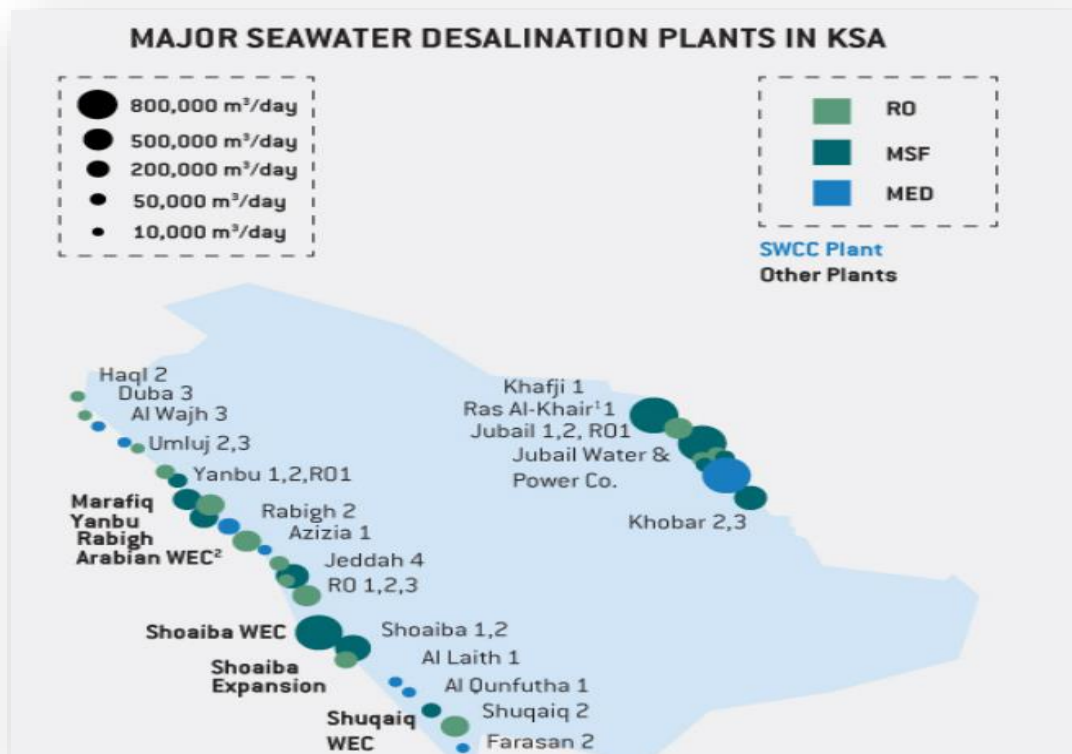 MAJOR SEAWATER DESALINATION PLANTS IN KSA
800,000 m³/day
500,000 m³/day
200,000 m³/day
50,000 m³/day
10,000 m³/day
RO
MSF
MED
SWCC Plant
Other Plants
Haql 2
Duba 3
Al Wajh 3
Umluj 2,3
Yanbu 1,2,RO1
Marafiq
Yanbu
Rabigh
Arabian WEC²
Rabigh 2
Azizia 1
Jeddah 4
RO 1,2,3
Shoaiba WEC
Shoaiba 1,2
Shoaiba
Expansion
Al Laith 1
Al Qunfutha 1
Shuqaiq
WEC
Shuqaiq 2
Farasan 2
Khafji 1
Ras Al-Khair¹1
Jubail 1,2, RO1
Jubail Water &
Power Co.
Khobar 2,3